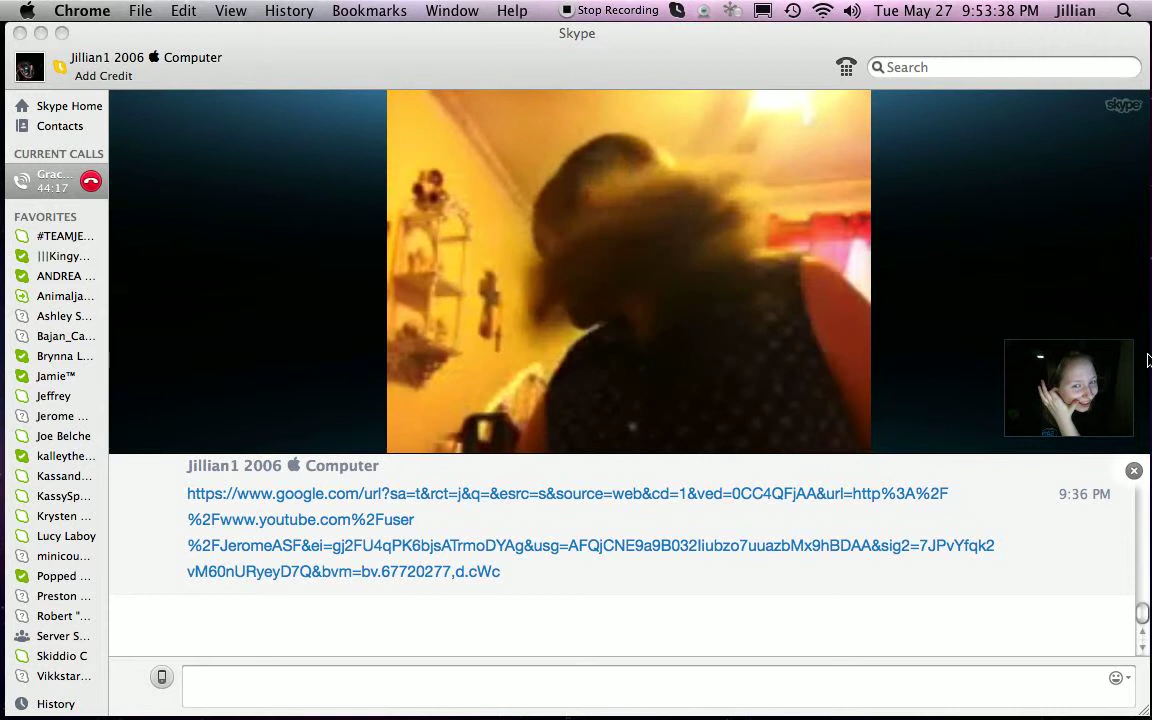 Chrome File Edit View History Bookmarks Window Help Stop Recording Tue May 27 9:53:38 PM Jillian
Skype
Jillian1 2006 Computer
Add Credit
Search
skype
Skype Home
Contacts
CURRENT CALLS
Grac...
44:17
FAVORITES
#TEAMJE...
|||Kingy...
ANDREA ...
Animalja...
Ashley S...
Bajan_Ca...
Brynna L...
Jamie™
Jeffrey
Jerome ...
Joe Belche
kalleythe...
Kassand...
KassySp...
Krysten ...
Lucy Laboy
minicou...
Popped ...
Preston ...
Robert "...
Server S...
Skiddio C
Vikkstar...
History
Jillian1 2006 Computer
https://www.google.com/url?sa=t&rct=j&q=&esrc=s&source=web&cd=1&ved=0CC4QFjAA&url=http%3A%2F
9:36 PM
%2Fwww.youtube.com%2Fuser
%2FJeromeASF&ei=gj2FU4qPK6bjsATrmoDYAg&usg=AFQjCNE9a9B032Iiubzo7uuazbMx9hBDAA&sig2=7JPvYfqk2
vM60nURyeyD7Q&bvm=bv.67720277,d.cWc